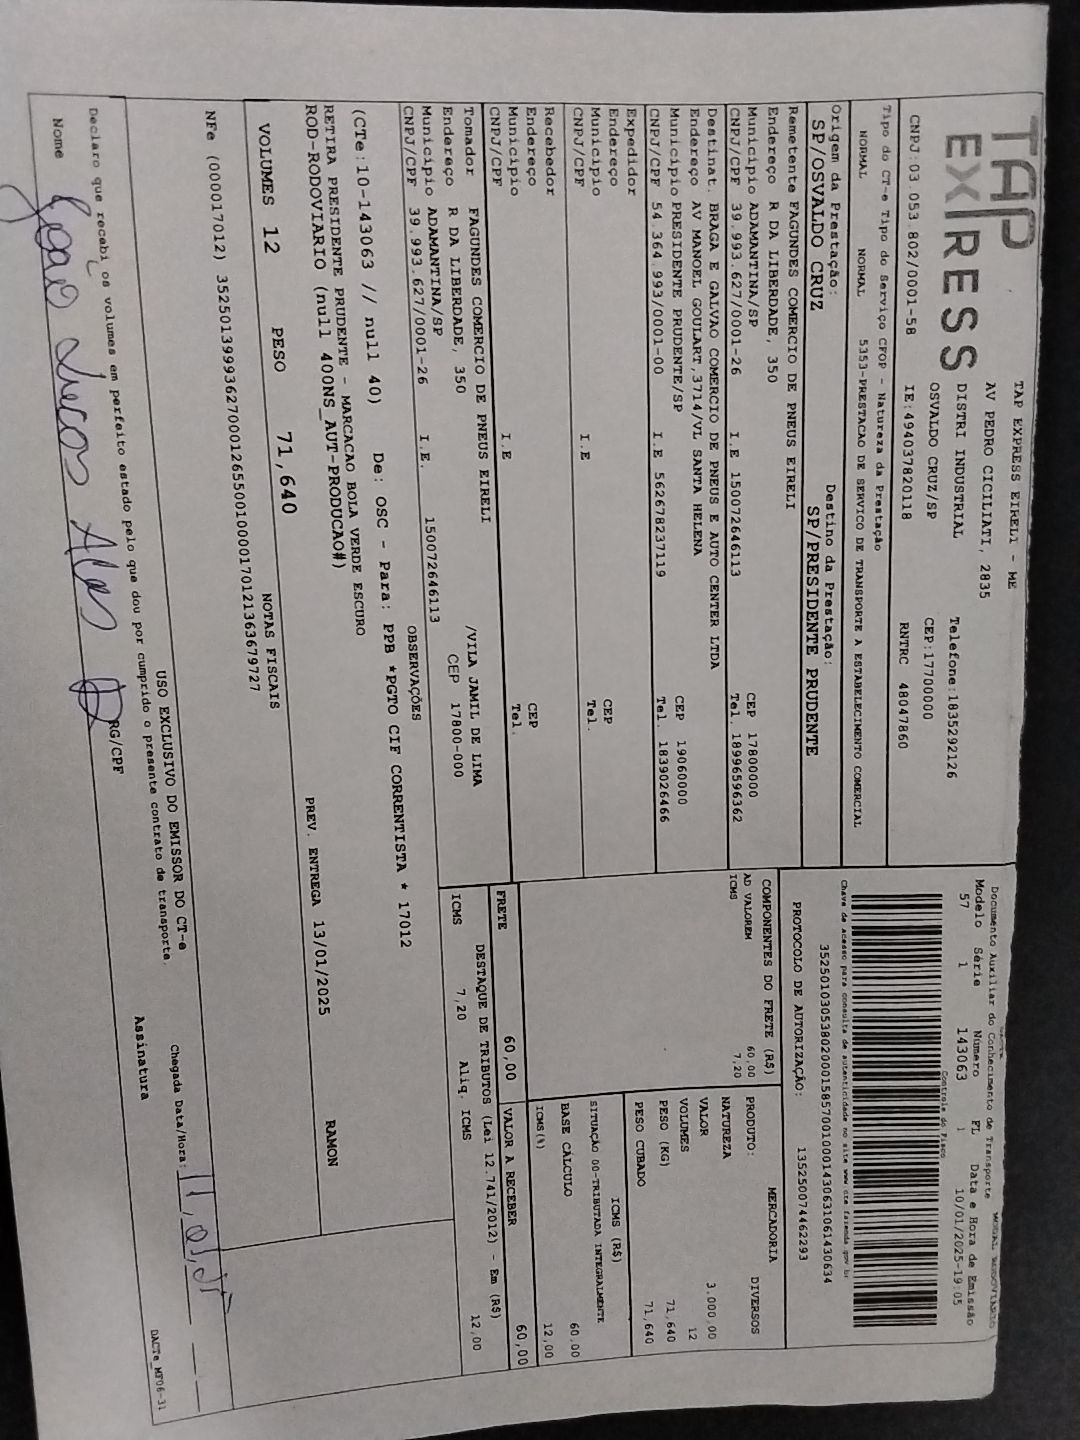 TAP
EXPRESS
TAP EXPRESS EIRELI - ME
AV PEDRO CICILIATI, 2835
DISTRI INDUSTRIAL
OSVALDO CRUZ/SP
Telefone:1835292126
CEP:17700000
CNPJ:03.053.802/0001-58 IE:494037820118 RNTRC 48047860
Documento Auxiliar do Conhecimento de Transporte
Modelo Série Número FL Data e Hora de Emissão
57 1 143063 1 10/01/2025-19:05
Controle do Fisco
Chave de acesso para consulta de autenticidade no site www.cte.fazenda.gov.br
35250103053802000158570010001430631061430634
PROTOCOLO DE AUTORIZAÇÃO: 135250074462293
Tipo do CT-e Tipo do Serviço CFOP - Natureza da Prestação
NORMAL NORMAL 5353-PRESTACAO DE SERVICO DE TRANSPORTE A ESTABELECIMENTO COMERCIAL
Origem da Prestação: Destino da Prestação:
SP/OSVALDO CRUZ SP/PRESIDENTE PRUDENTE
Remetente FAGUNDES COMERCIO DE PNEUS EIRELI
Endereço R DA LIBERDADE, 350
Municipio ADAMANTINA/SP CEP 17800000
CNPJ/CPF 39.993.627/0001-26 I.E 150072646113 Tel. 18996596362
Destinat. BRAGA E GALVAO COMERCIO DE PNEUS E AUTO CENTER LTDA
Endereço AV MANOEL GOULART,3714/VL SANTA HELENA
Municipio PRESIDENTE PRUDENTE/SP CEP 19060000
CNPJ/CPF 54.364.993/0001-00 I.E 562678237119 Tel. 1839026466
Expedidor
Endereço
Municipio CEP
CNPJ/CPF I.E Tel.
Recebedor
Endereço
Municipio CEP
CNPJ/CPF I.E Tel.
Tomador FAGUNDES COMERCIO DE PNEUS EIRELI
Endereço R DA LIBERDADE, 350 /VILA JAMIL DE LIMA
Municipio ADAMANTINA/SP CEP 17800-000
CNPJ/CPF 39.993.627/0001-26 I.E. 150072646113
COMPONENTES DO FRETE (R$)
AD VALOREM 60,00
ICMS 7,20
MERCADORIA
PRODUTO: DIVERSOS
NATUREZA
VALOR 3.000,00
VOLUMES 12
PESO (KG) 71,640
PESO CUBADO 71,640
ICMS (R$)
SITUAÇÃO 00-TRIBUTADA INTEGRALMENTE
BASE CÁLCULO 60,00
ICMS(%) 12,00
FRETE 60,00 VALOR A RECEBER 60,00
DESTAQUE DE TRIBUTOS (Lei 12.741/2012) - Em (R$)
ICMS 7,20 Aliq. ICMS 12,00
OBSERVAÇÕES
(CTe:10-143063 // null 40) De: OSC - Para: PPB *PGTO CIF CORRENTISTA * 17012
RETIRA PRESIDENTE PRUDENTE - MARCACAO BOLA VERDE ESCURO
ROD-RODOVIARIO (null 400NS_AUT-PRODUCAO#)
PREV. ENTREGA 13/01/2025 RAMON
VOLUMES 12 PESO 71,640
NOTAS FISCAIS
NFe (000017012) 35250139993627000126550010000170121363679727
USO EXCLUSIVO DO EMISSOR DO CT-e
Declaro que recebi os volumes em perfeito estado pelo que dou por cumprido o presente contrato de transporte.
Chegada Data/Hora:
Nome RG/CPF Assinatura
DACTe_MF06-31